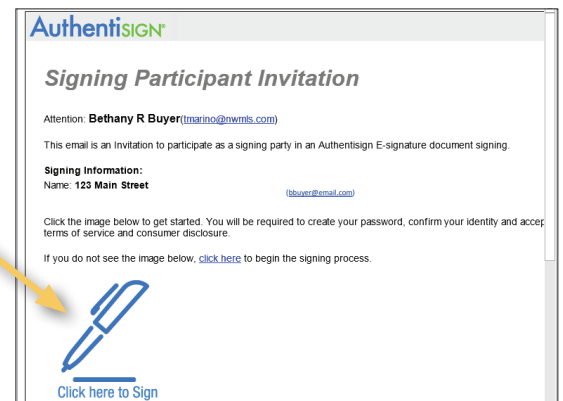 AuthentiSIGN®
Signing Participant Invitation
Attention: Bethany R Buyer(tmarino@nwmls.com)
This email is an Invitation to participate as a signing party in an Authentisign E-signature document signing.
Signing Information:
Name: 123 Main Street
(bbuyer@email.com)
Click the image below to get started. You will be required to create your password, confirm your identity and accep
terms of service and consumer disclosure.
If you do not see the image below, click here to begin the signing process.
Click here to Sign